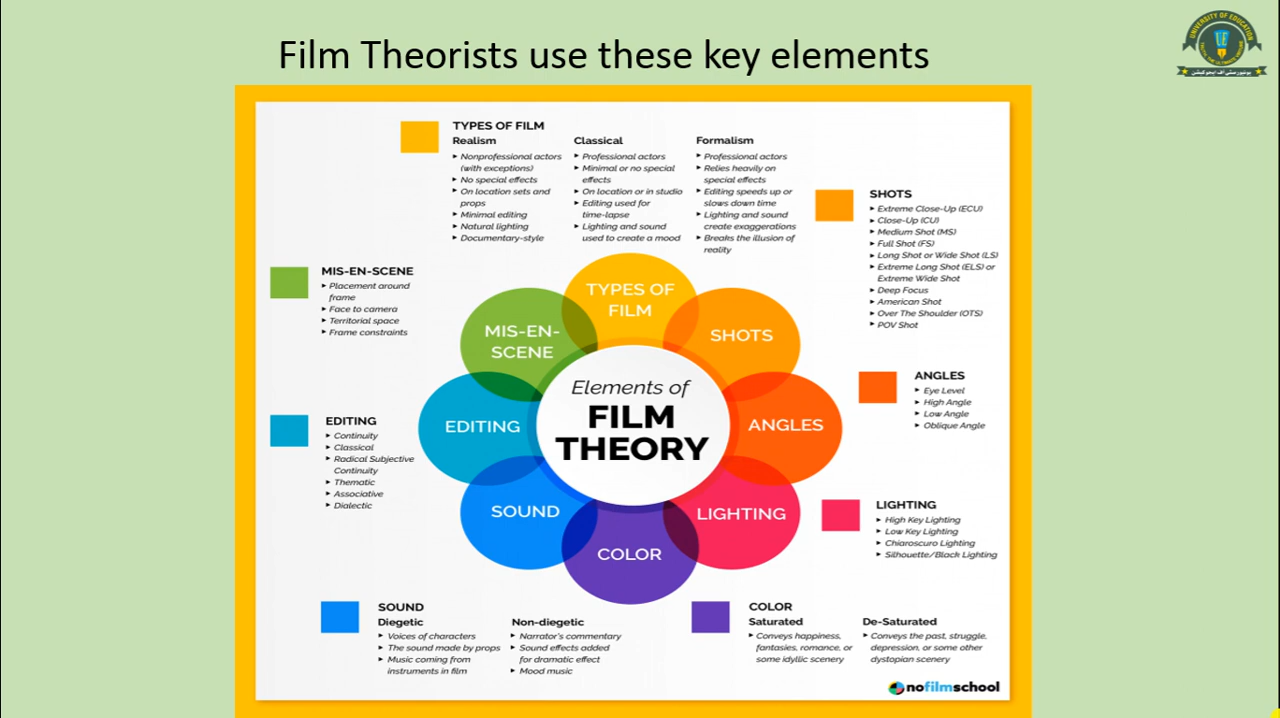 Film Theorists use these key elements
UNIVERSITY OF EDUCATION
UE
یونیورسٹی آف ایجوکیشن
TYPES OF FILM
Realism
Nonprofessional actors
(with exceptions)
No special effects
On location sets and
props
Minimal editing
Natural lighting
Documentary-style
Classical
Professional actors
Minimal or no special
effects
On location or in studio
Editing used for
time-lapse
Lighting and sound
used to create a mood
Formalism
Professional actors
Relies heavily on
special effects
Editing speeds up or
slows down time
Lighting and sound
create exaggerations
Breaks the illusion of
reality
SHOTS
Extreme Close-Up (ECU)
Close-Up (CU)
Medium Shot (MS)
Full Shot (FS)
Long Shot or Wide Shot (LS)
Extreme Long Shot (ELS) or
Extreme Wide Shot
Deep Focus
American Shot
Over The Shoulder (OTS)
POV Shot
MIS-EN-SCENE
Placement around
frame
Face to camera
Territorial space
Frame constraints
TYPES OF
FILM
MIS-EN-
SCENE
SHOTS
EDITING
Elements of
FILM
THEORY
ANGLES
SOUND
LIGHTING
COLOR
ANGLES
Eye Level
High Angle
Low Angle
Oblique Angle
EDITING
Continuity
Classical
Radical Subjective
Continuity
Thematic
Associative
Dialectic
LIGHTING
High Key Lighting
Low Key Lighting
Chiaroscuro Lighting
Silhouette/Black Lighting
SOUND
Diegetic
Voices of characters
The sound made by props
Music coming from
instruments in film
Non-diegetic
Narrator's commentary
Sound effects added
for dramatic effect
Mood music
COLOR
Saturated
Conveys happiness,
fantasies, romance, or
some idyllic scenery
De-Saturated
Conveys the past, struggle,
depression, or some other
dystopian scenery
nofilmschool